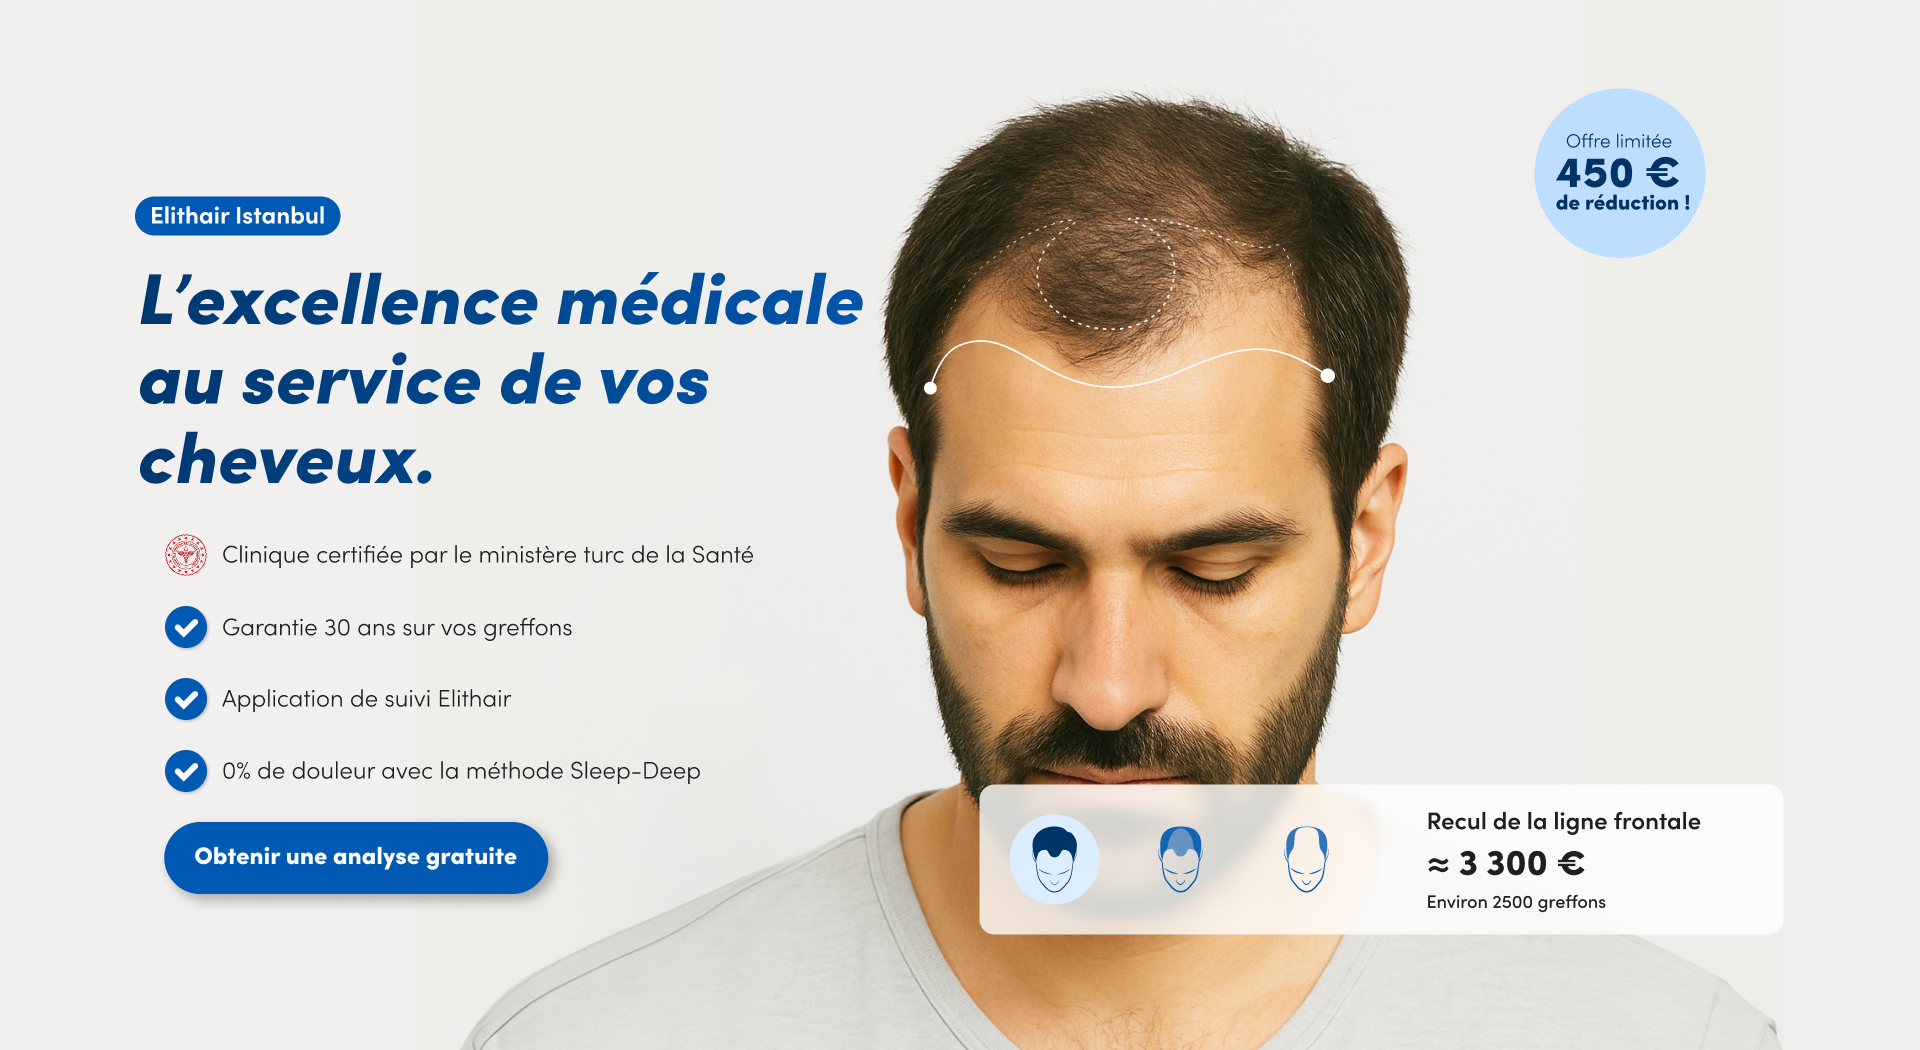 Elithair Istanbul
L’excellence médicale
au service de vos
cheveux.
Clinique certifiée par le ministère turc de la Santé
Garantie 30 ans sur vos greffons
Application de suivi Elithair
0% de douleur avec la méthode Sleep-Deep
Obtenir une analyse gratuite
Offre limitée
450 €
de réduction !
Recul de la ligne frontale
≈ 3 300 €
Environ 2500 greffons